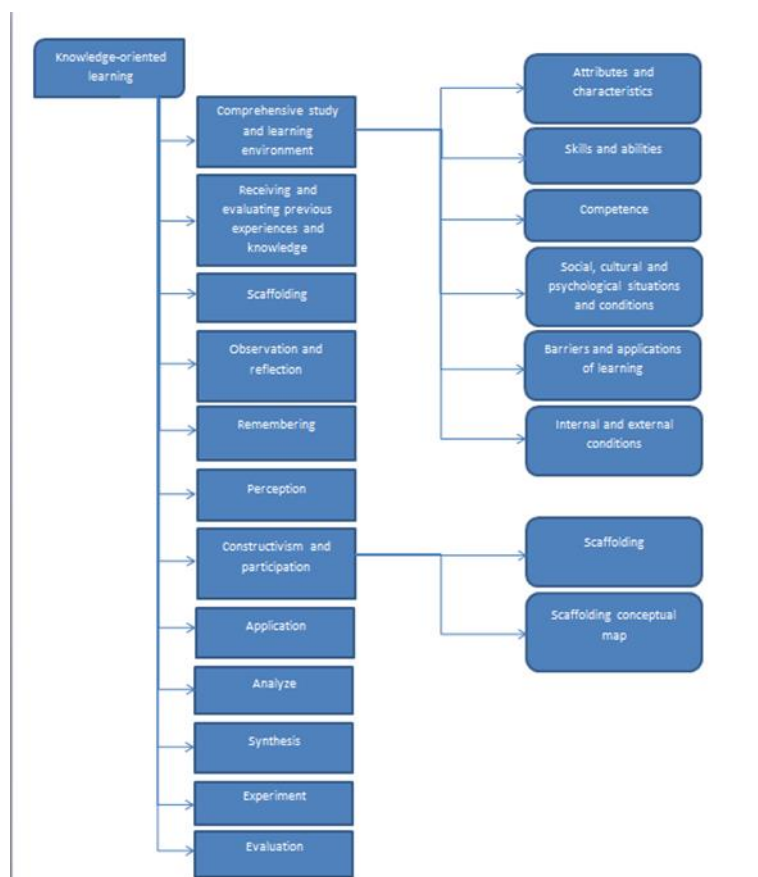 Knowledge-oriented
learning
Comprehensive study
and learning
environment
Receiving and
evaluating previous
experiences and
knowledge
Scaffolding
Observation and
reflection
Remembering
Perception
Constructivism and
participation
Application
Analyze
Synthesis
Experiment
Evaluation
Attributes and
characteristics
Skills and abilities
Competence
Social, cultural and
psychological situations
and conditions
Barriers and applications
of learning
Internal and external
conditions
Scaffolding
Scaffolding conceptual
map